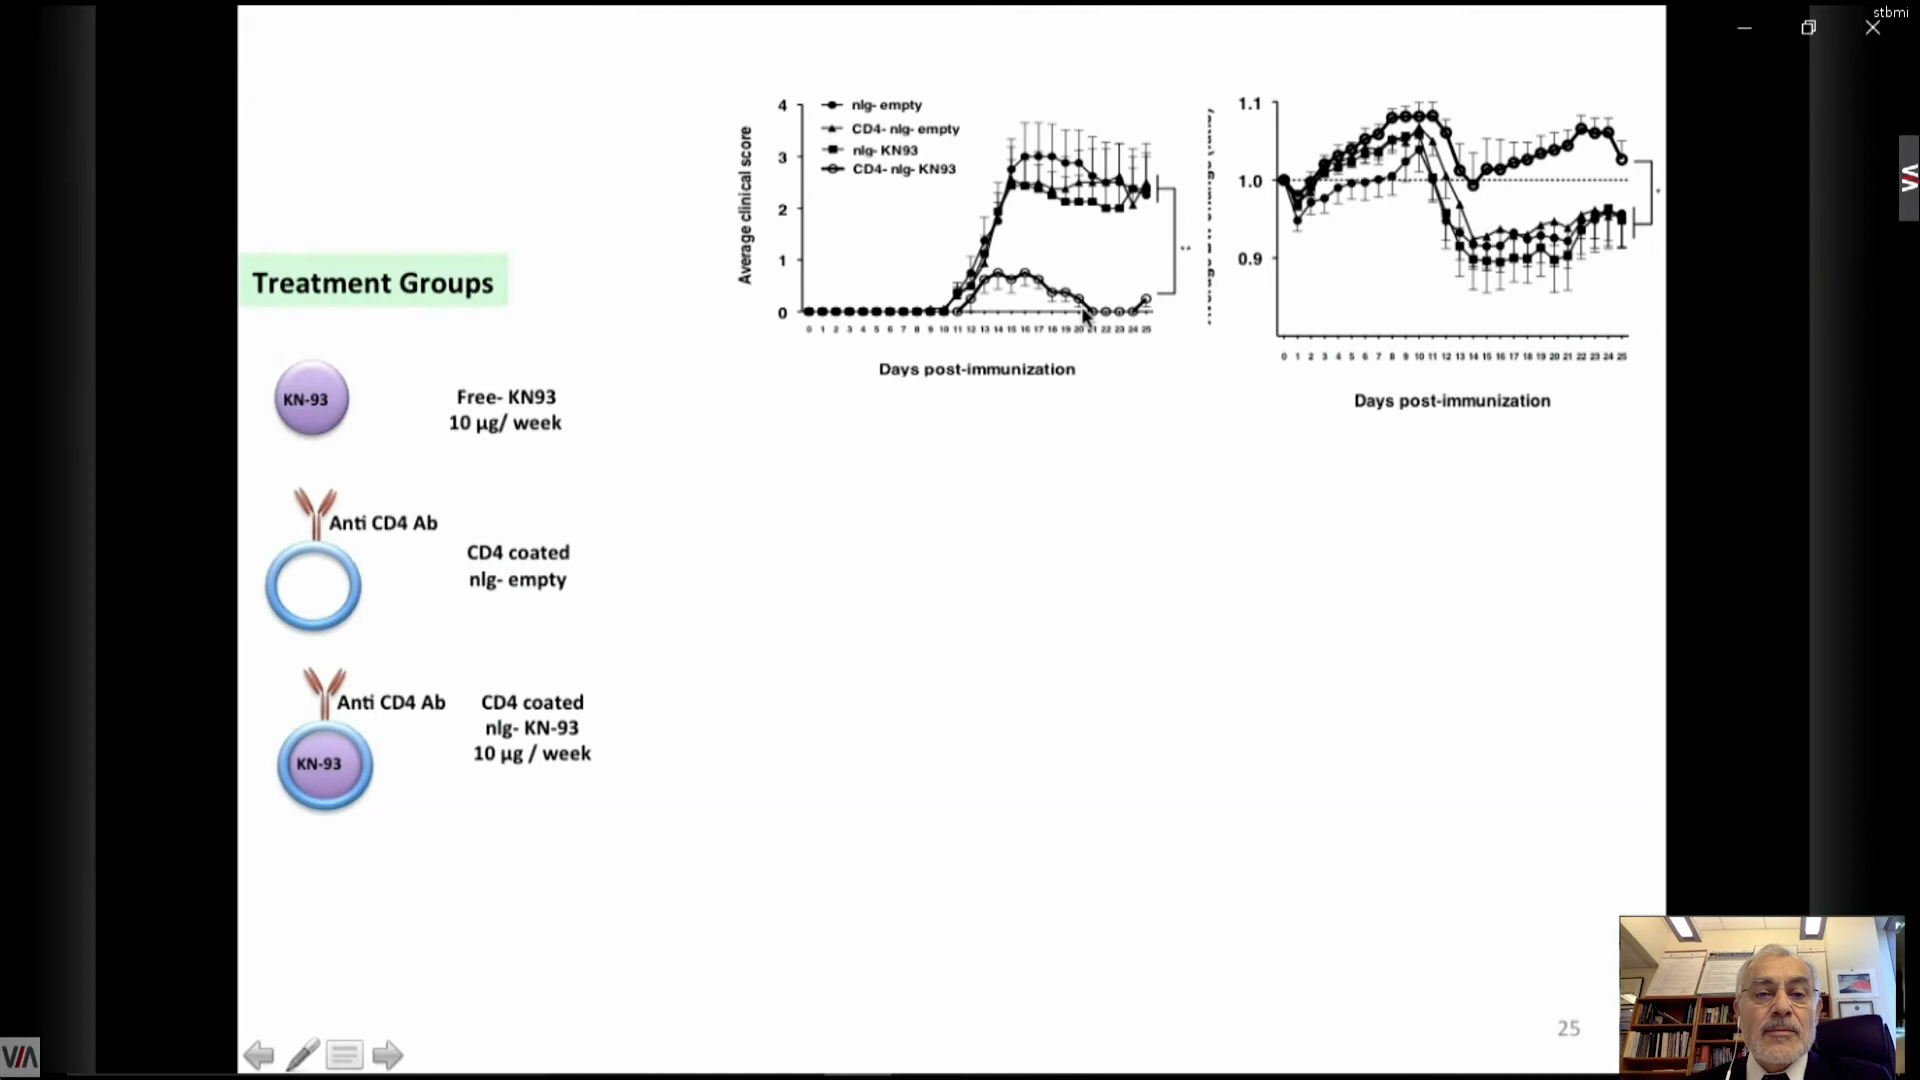 stbmi
Treatment Groups
KN-93
Free- KN93
10 µg/ week
Anti CD4 Ab
CD4 coated
nlg- empty
Anti CD4 Ab
CD4 coated
nlg- KN-93
10 µg / week
KN-93
nlg- empty
CD4- nlg- empty
nlg- KN93
CD4- nlg- KN93
Average clinical score
4
3
2
1
0
0 1 2 3 4 5 6 7 8 9 10 11 12 13 14 15 16 17 18 19 20 21 22 23 24 25
Days post-immunization
1.1
1.0
0.9
0 1 2 3 4 5 6 7 8 9 10 11 12 13 14 15 16 17 18 19 20 21 22 23 24 25
Days post-immunization
25
VIA
VIA